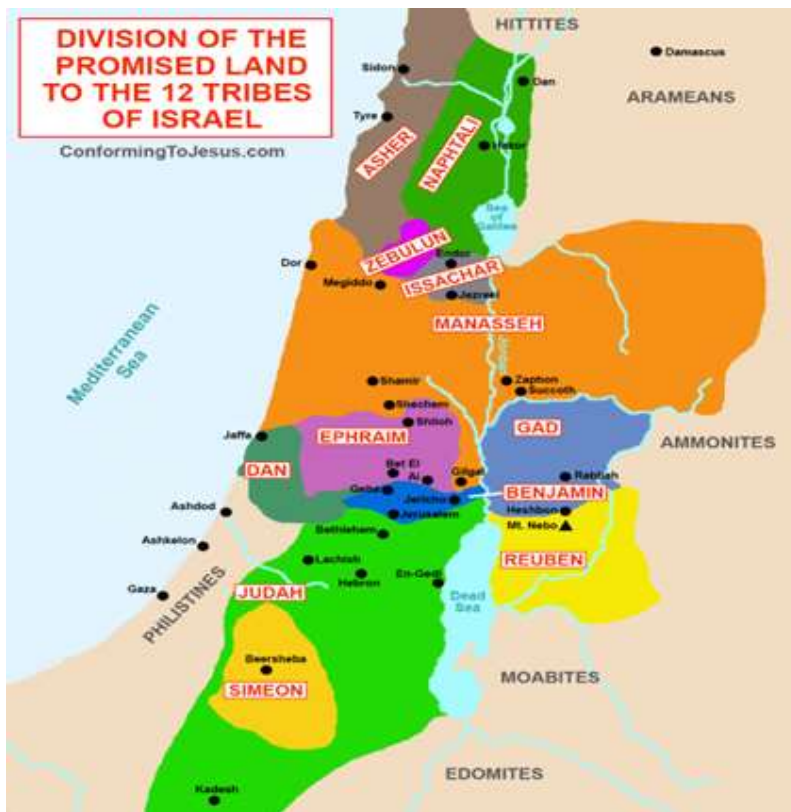 DIVISION OF THE
PROMISED LAND
TO THE 12 TRIBES
OF ISRAEL
ConformingToJesus.com
HITTITES
Damascus
Sidon
Dan
ARAMEANS
Tyre
ASHER
NAPHTALI
Hazor
Sea
of
Galilee
ZEBULUN
Endor
Dor
ISSACHAR
Megiddo
Jezreel
MANASSEH
Mediterranean
Sea
Shamir
Zaphon
Succoth
Shechem
Shiloh
EPHRAIM
GAD
Jaffa
AMMONITES
DAN
Bet El
Ai
Gilgal
Rabbah
Geba
BENJAMIN
Jericho
Ashdod
Jerusalem
Heshbon
Mt. Nebo
Bethlehem
Ashkelon
REUBEN
Lachish
Hebron
En-Gedi
Gaza
PHILISTINES
JUDAH
Dead
Sea
Beersheba
SIMEON
MOABITES
EDOMITES
Kadesh